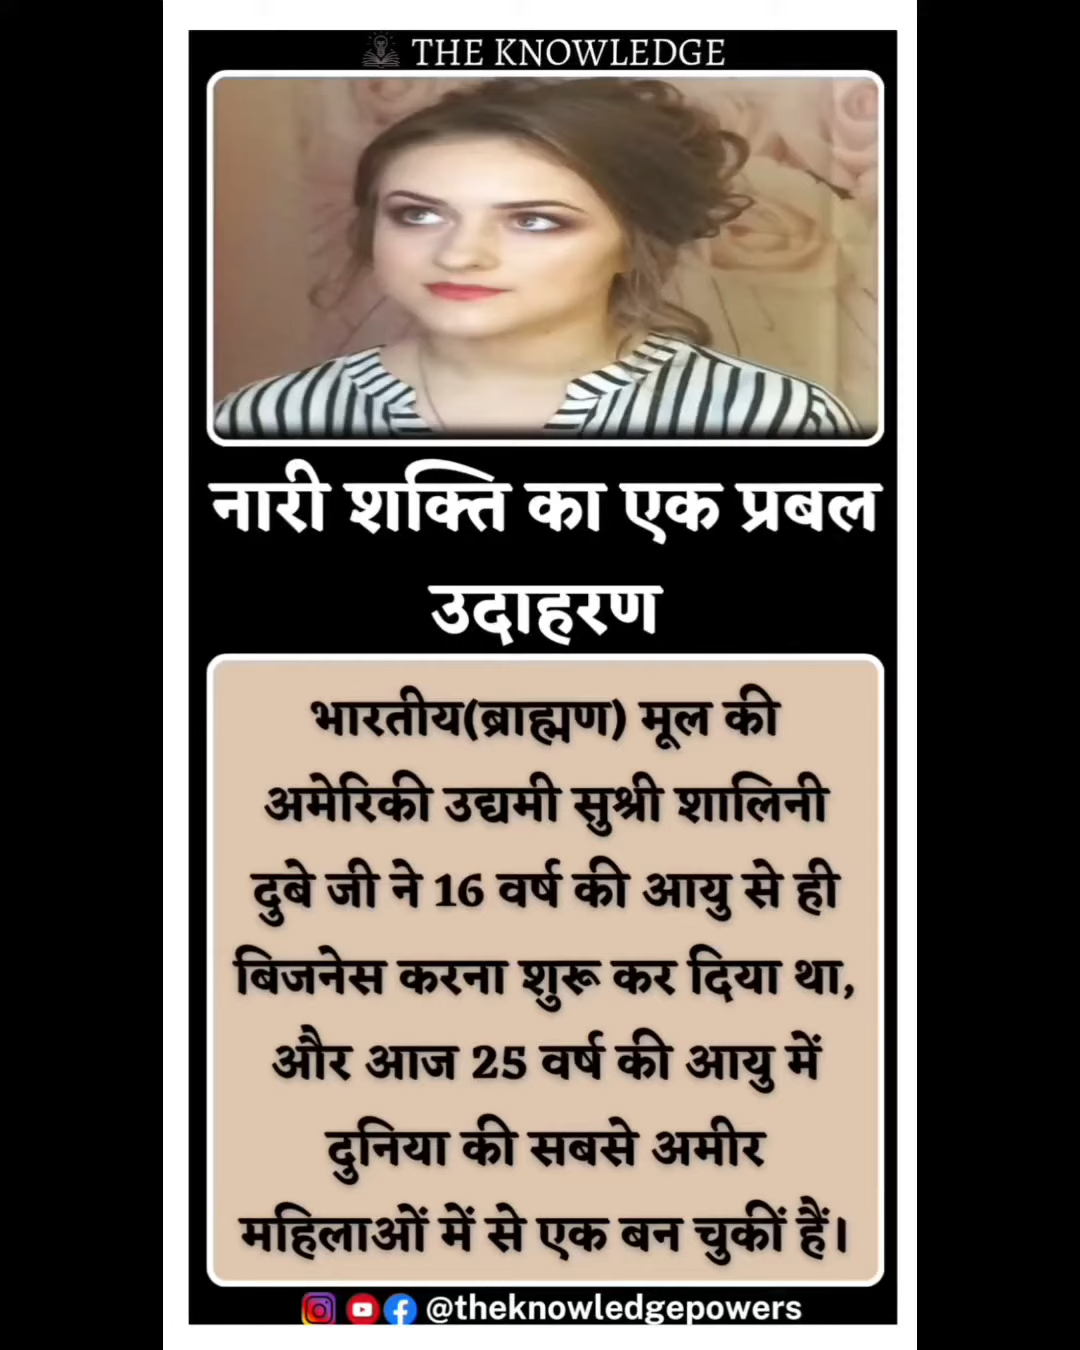 THE KNOWLEDGE
नारी शक्ति का एक प्रबल
उदाहरण
भारतीय(ब्राह्मण) मूल की
अमेरिकी उद्यमी सुश्री शालिनी
दुबे जी ने 16 वर्ष की आयु से ही
बिजनेस करना शुरू कर दिया था,
और आज 25 वर्ष की आयु में
दुनिया की सबसे अमीर
महिलाओं में से एक बन चुकीं हैं।
@theknowledgepowers